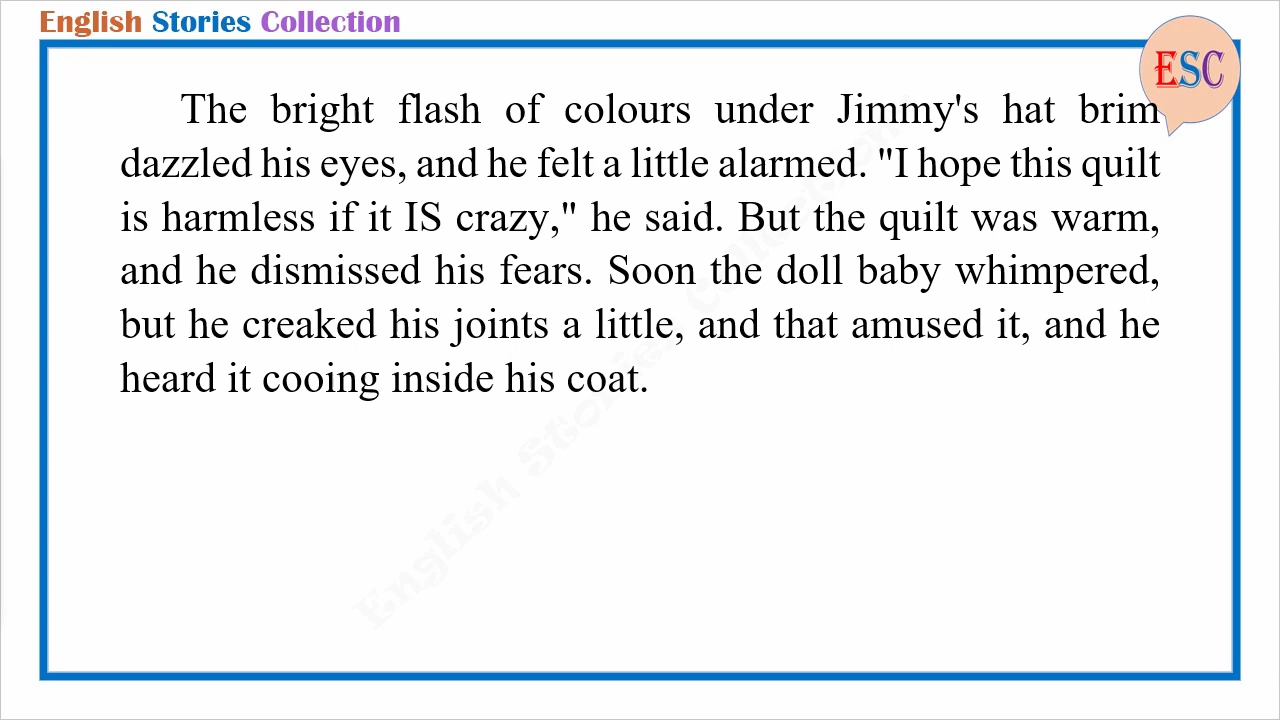 English Stories Collection
ESC
The bright flash of colours under Jimmy's hat brim
dazzled his eyes, and he felt a little alarmed. "I hope this quilt
is harmless if it IS crazy," he said. But the quilt was warm,
and he dismissed his fears. Soon the doll baby whimpered,
but he creaked his joints a little, and that amused it, and he
heard it cooing inside his coat.
English Stories Collection